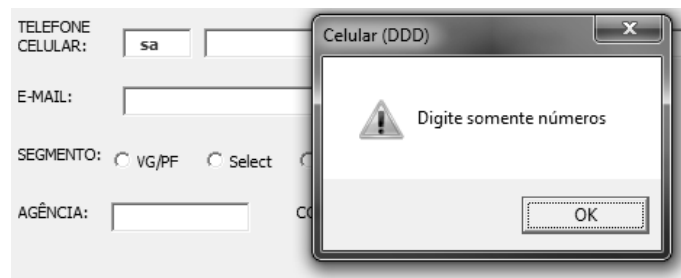 TELEFONE
CELULAR:
sa
E-MAIL:
SEGMENTO:
VG/PF
Select
AGÊNCIA:
Celular (DDD)
Digite somente números
OK